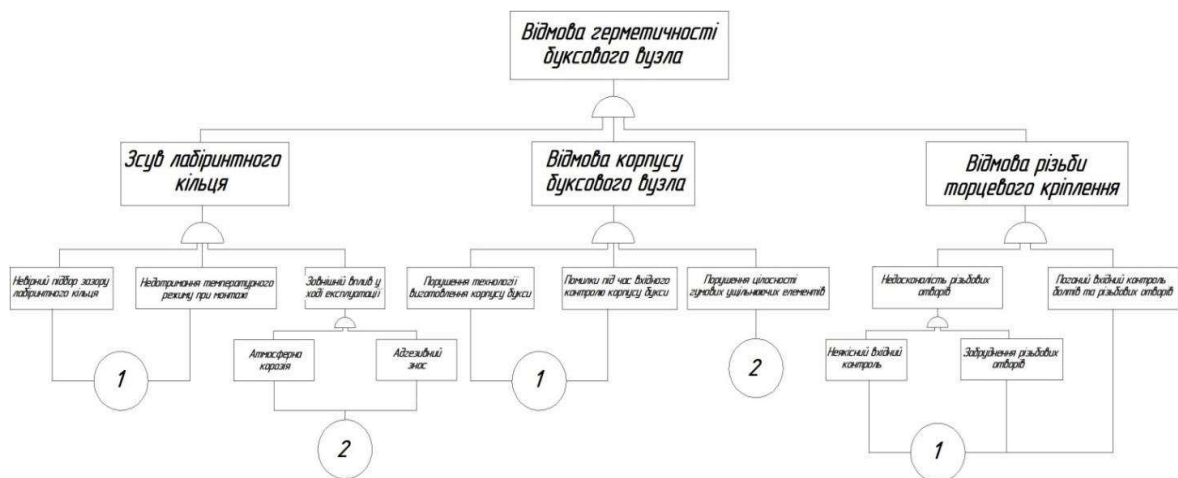 Відмова герметичності
буксового вузла
Зсув лабіринтного
кільця
Відмова корпусу
буксового вузла
Відмова різьби
торцевого кріплення
Невірний підбор зазору
лабіринтного кільця
Недотримання температурного
режиму при монтажі
Зовнішній вплив у
ході експлуатації
Порушення технології
виготовлення корпусу букси
Помилки під час вхідного
контролю корпусу букси
Порушення цілосності
гумових ущільнюючих елементів
Недосконалість різьбових
отворів
Поганий вхідний контроль
болтів та різьбових отворів
Атмосферна
корозія
Адгезивний
знос
Неякісний вхідний
контроль
Забруднення різьбових
отворів
1
2
1
2
1